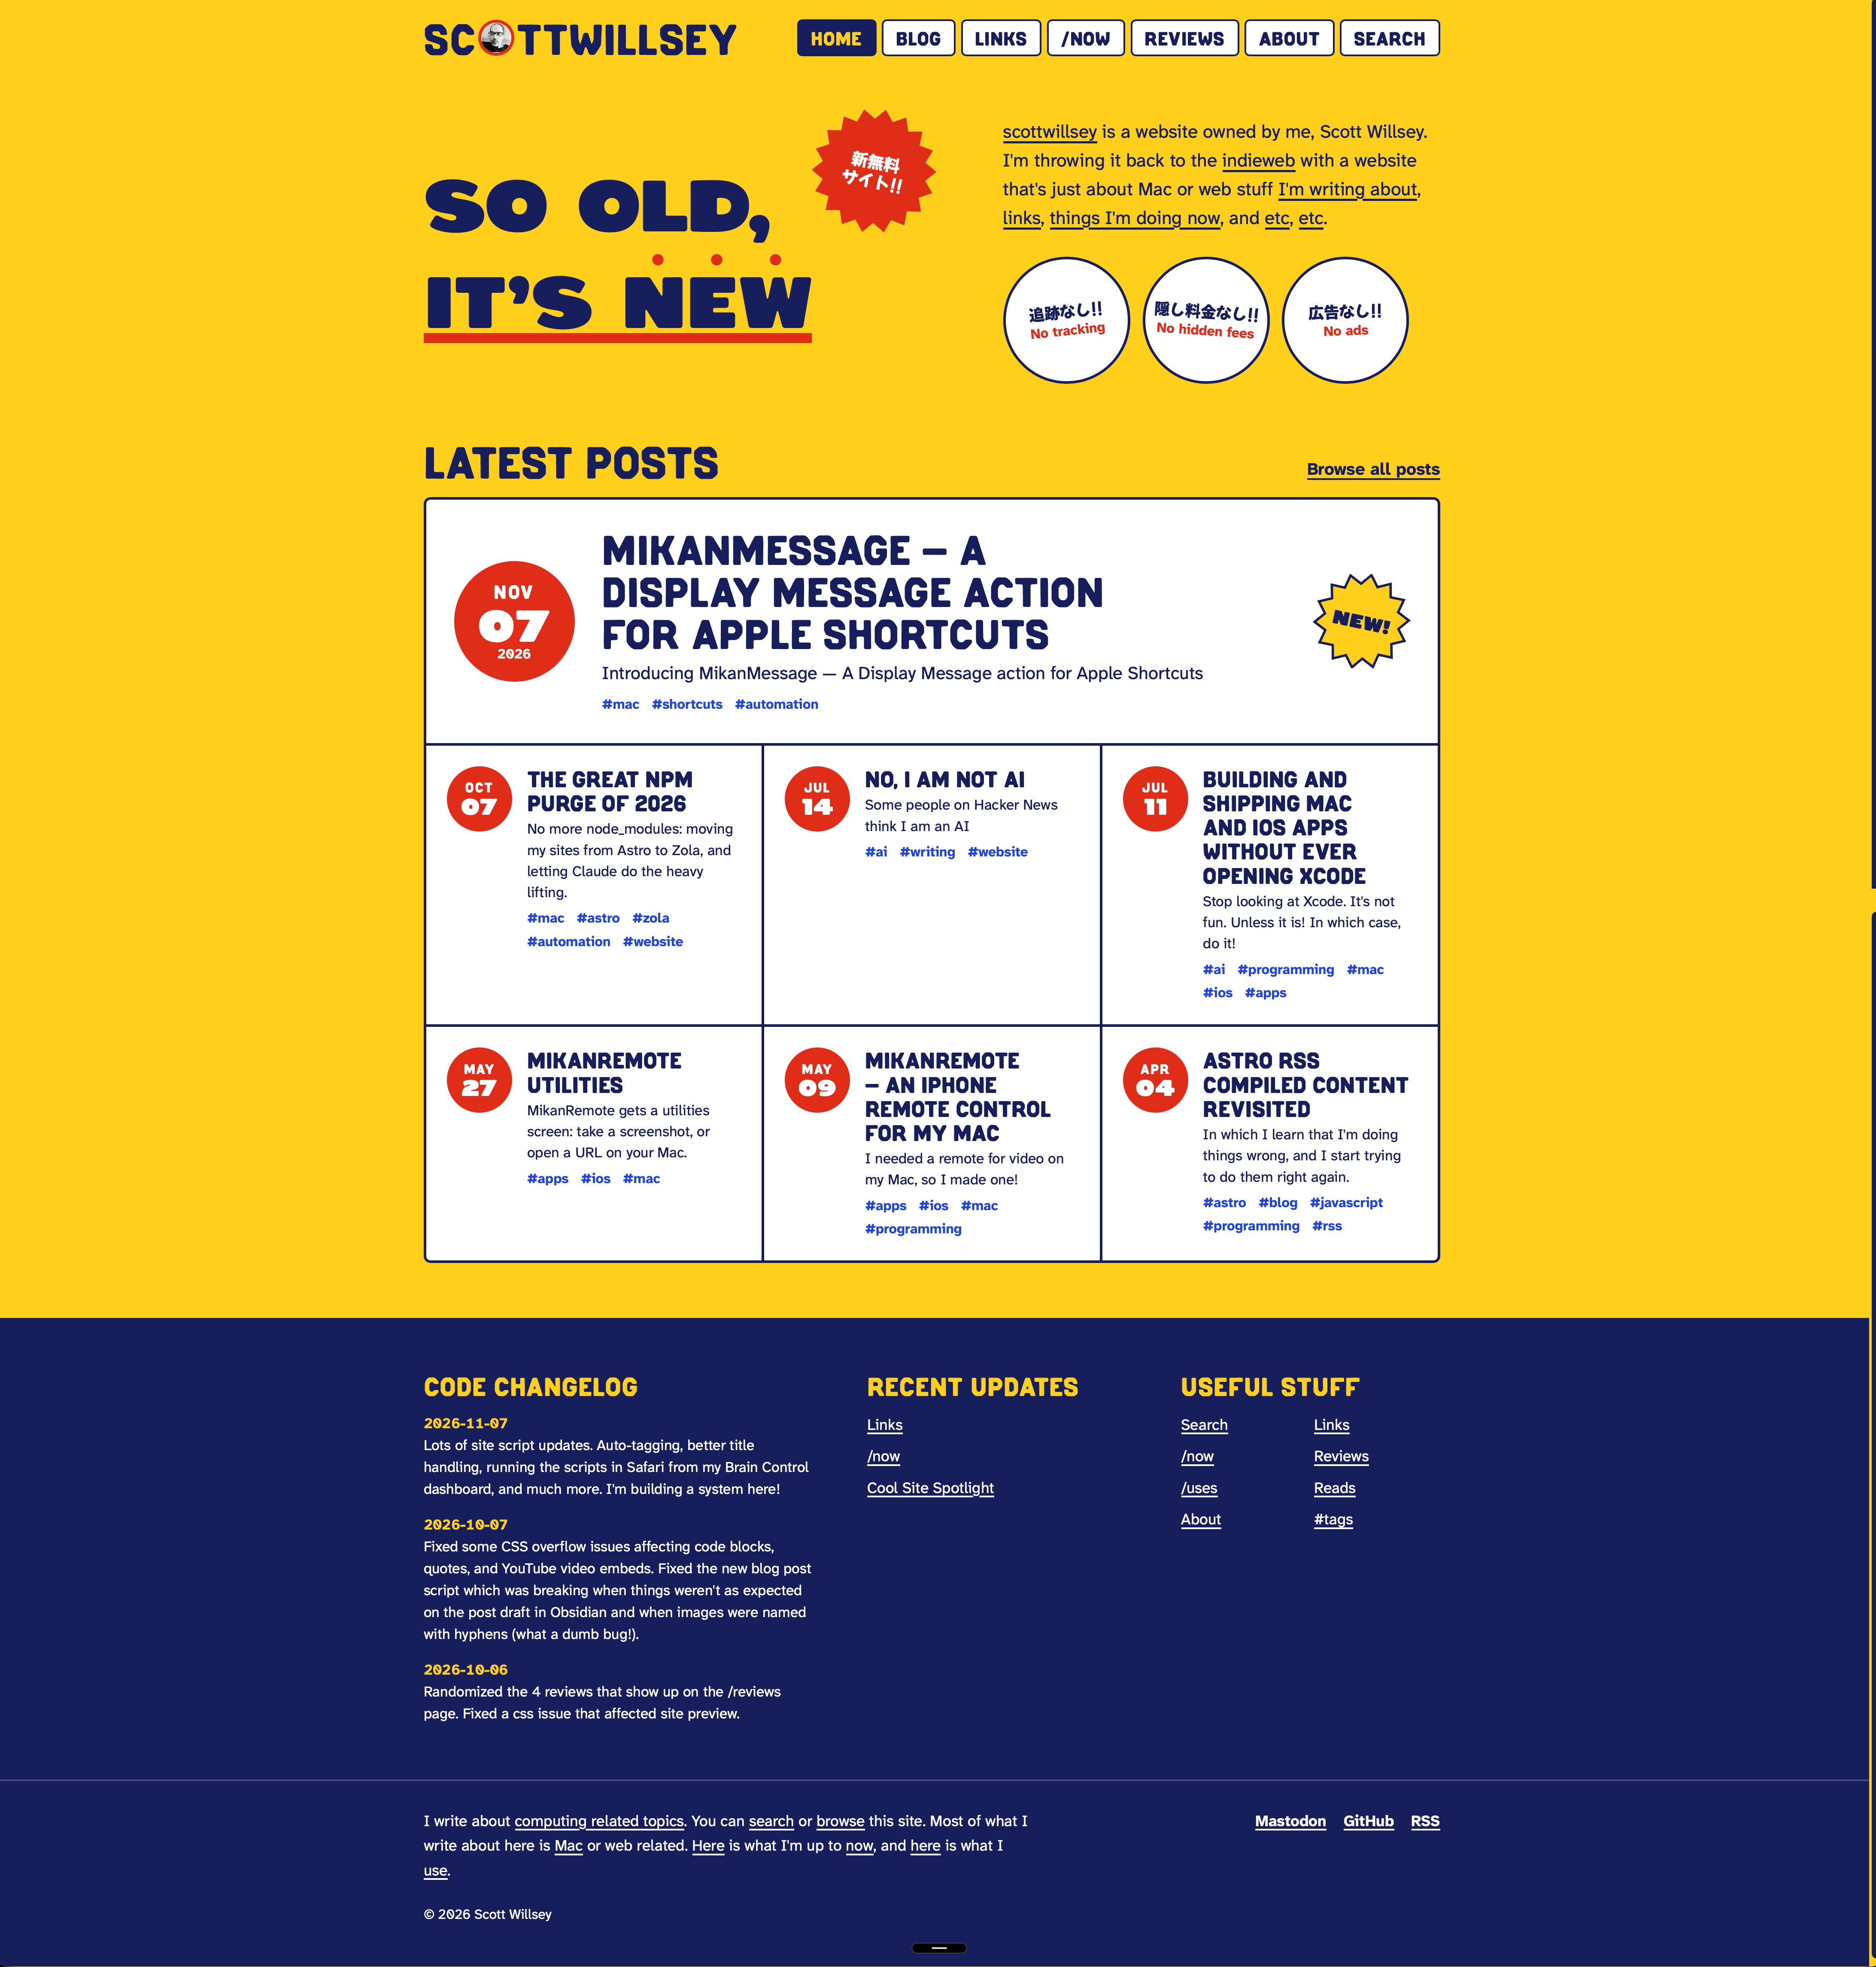 SCOTTWILLSEY
HOME
BLOG
LINKS
/NOW
REVIEWS
ABOUT
SEARCH
SO OLD,
IT'S NEW
新無料
サイト!!
scottwillsey is a website owned by me, Scott Willsey.
I'm throwing it back to the indieweb with a website
that's just about Mac or web stuff I'm writing about,
links, things I'm doing now, and etc, etc.
追跡なし!!
No tracking
隠し料金なし!!
No hidden fees
広告なし!!
No ads
LATEST POSTS
Browse all posts
NOV
07
2026
MIKANMESSAGE — A
DISPLAY MESSAGE ACTION
FOR APPLE SHORTCUTS
Introducing MikanMessage — A Display Message action for Apple Shortcuts
#mac #shortcuts #automation
NEW!
OCT
07
THE GREAT NPM
PURGE OF 2026
No more node_modules: moving
my sites from Astro to Zola, and
letting Claude do the heavy
lifting.
#mac #astro #zola
#automation #website
JUL
14
NO, I AM NOT AI
Some people on Hacker News
think I am an AI
#ai #writing #website
JUL
11
BUILDING AND
SHIPPING MAC
AND IOS APPS
WITHOUT EVER
OPENING XCODE
Stop looking at Xcode. It's not
fun. Unless it is! In which case,
do it!
#ai #programming #mac
#ios #apps
MAY
27
MIKANREMOTE
UTILITIES
MikanRemote gets a utilities
screen: take a screenshot, or
open a URL on your Mac.
#apps #ios #mac
MAY
09
MIKANREMOTE
— AN IPHONE
REMOTE CONTROL
FOR MY MAC
I needed a remote for video on
my Mac, so I made one!
#apps #ios #mac
#programming
APR
04
ASTRO RSS
COMPILED CONTENT
REVISITED
In which I learn that I'm doing
things wrong, and I start trying
to do them right again.
#astro #blog #javascript
#programming #rss
CODE CHANGELOG
2026-11-07
Lots of site script updates. Auto-tagging, better title
handling, running the scripts in Safari from my Brain Control
dashboard, and much more. I'm building a system here!
2026-10-07
Fixed some CSS overflow issues affecting code blocks,
quotes, and YouTube video embeds. Fixed the new blog post
script which was breaking when things weren't as expected
on the post draft in Obsidian and when images were named
with hyphens (what a dumb bug!).
2026-10-06
Randomized the 4 reviews that show up on the /reviews
page. Fixed a css issue that affected site preview.
RECENT UPDATES
Links
/now
Cool Site Spotlight
USEFUL STUFF
Search
/now
/uses
About
Links
Reviews
Reads
#tags
I write about computing related topics. You can search or browse this site. Most of what I
write about here is Mac or web related. Here is what I'm up to now, and here is what I
use.
Mastodon GitHub RSS
© 2026 Scott Willsey